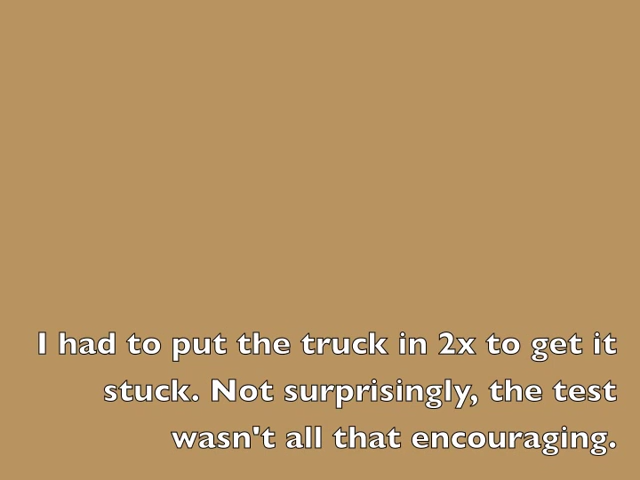 I had to put the truck in 2x to get it
stuck. Not surprisingly, the test
wasn't all that encouraging.